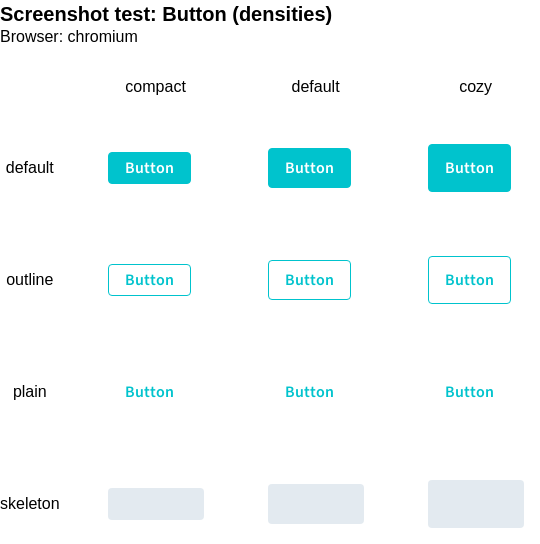 Screenshot test: Button (densities)
Browser: chromium
compact default cozy
default Button Button Button
outline Button Button Button
plain Button Button Button
skeleton